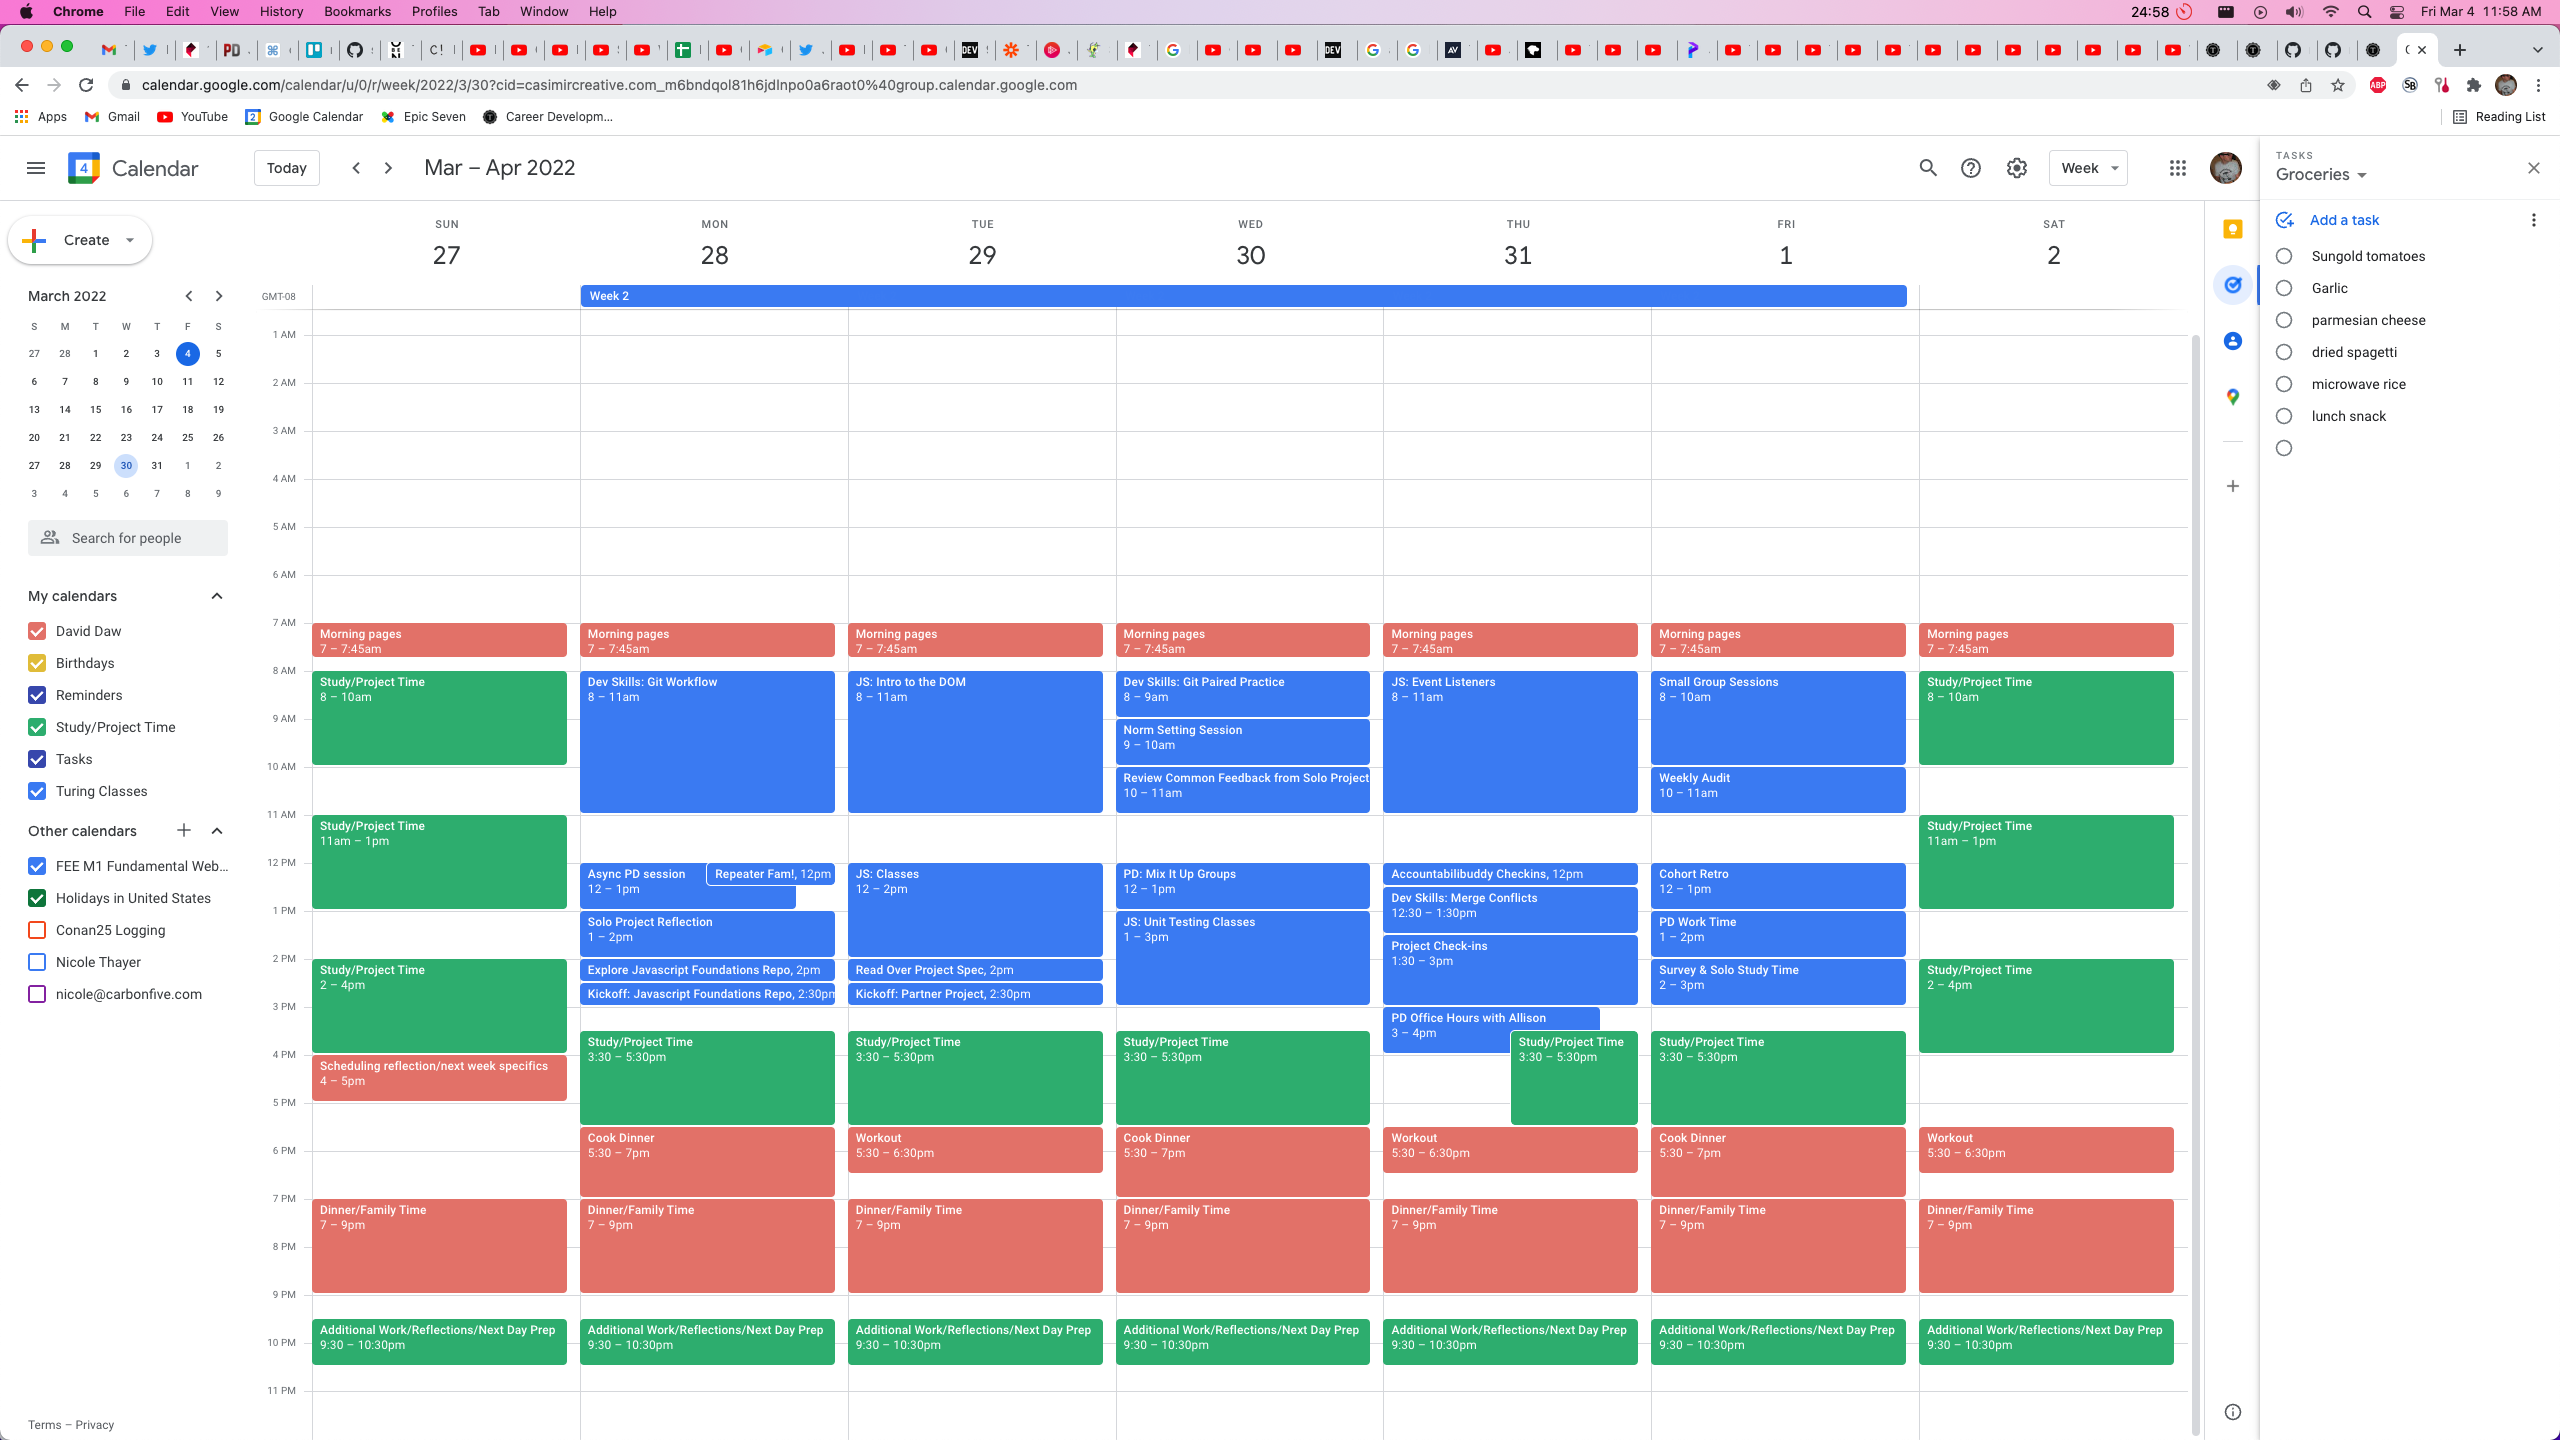 Chrome File Edit View History Bookmarks Profiles Tab Window Help
24:58 Fri Mar 4 11:58 AM
calendar.google.com/calendar/u/0/r/week/2022/3/30?cid=casimircreative.com_m6bndqol81h6jdlnpo0a6raot0%40group.calendar.google.com
Apps Gmail YouTube Google Calendar Epic Seven Career Developm... Reading List
Calendar Today Mar – Apr 2022 Week
TASKS
Groceries
Add a task
Sungold tomatoes
Garlic
parmesian cheese
dried spagetti
microwave rice
lunch snack
Create
March 2022
S M T W T F S
27 28 1 2 3 4 5
6 7 8 9 10 11 12
13 14 15 16 17 18 19
20 21 22 23 24 25 26
27 28 29 30 31 1 2
3 4 5 6 7 8 9
Search for people
My calendars
David Daw
Birthdays
Reminders
Study/Project Time
Tasks
Turing Classes
Other calendars
FEE M1 Fundamental Web...
Holidays in United States
Conan25 Logging
Nicole Thayer
nicole@carbonfive.com
Terms – Privacy
SUN MON TUE WED THU FRI SAT
27 28 29 30 31 1 2
GMT-08
Week 2
1 AM
2 AM
3 AM
4 AM
5 AM
6 AM
7 AM
8 AM
9 AM
10 AM
11 AM
12 PM
1 PM
2 PM
3 PM
4 PM
5 PM
6 PM
7 PM
8 PM
9 PM
10 PM
11 PM
Morning pages
7 – 7:45am
Study/Project Time
8 – 10am
Study/Project Time
11am – 1pm
Study/Project Time
2 – 4pm
Scheduling reflection/next week specifics
4 – 5pm
Dinner/Family Time
7 – 9pm
Additional Work/Reflections/Next Day Prep
9:30 – 10:30pm
Morning pages
7 – 7:45am
Dev Skills: Git Workflow
8 – 11am
Async PD session
12 – 1pm
Repeater Fam!, 12pm
Solo Project Reflection
1 – 2pm
Explore Javascript Foundations Repo, 2pm
Kickoff: Javascript Foundations Repo, 2:30pm
Study/Project Time
3:30 – 5:30pm
Cook Dinner
5:30 – 7pm
Dinner/Family Time
7 – 9pm
Additional Work/Reflections/Next Day Prep
9:30 – 10:30pm
Morning pages
7 – 7:45am
JS: Intro to the DOM
8 – 11am
JS: Classes
12 – 2pm
Read Over Project Spec, 2pm
Kickoff: Partner Project, 2:30pm
Study/Project Time
3:30 – 5:30pm
Workout
5:30 – 6:30pm
Dinner/Family Time
7 – 9pm
Additional Work/Reflections/Next Day Prep
9:30 – 10:30pm
Morning pages
7 – 7:45am
Dev Skills: Git Paired Practice
8 – 9am
Norm Setting Session
9 – 10am
Review Common Feedback from Solo Project
10 – 11am
PD: Mix It Up Groups
12 – 1pm
JS: Unit Testing Classes
1 – 3pm
Study/Project Time
3:30 – 5:30pm
Cook Dinner
5:30 – 7pm
Dinner/Family Time
7 – 9pm
Additional Work/Reflections/Next Day Prep
9:30 – 10:30pm
Morning pages
7 – 7:45am
JS: Event Listeners
8 – 11am
Accountabilibuddy Checkins, 12pm
Dev Skills: Merge Conflicts
12:30 – 1:30pm
Project Check-ins
1:30 – 3pm
PD Office Hours with Allison
3 – 4pm
Study/Project Time
3:30 – 5:30pm
Workout
5:30 – 6:30pm
Dinner/Family Time
7 – 9pm
Additional Work/Reflections/Next Day Prep
9:30 – 10:30pm
Morning pages
7 – 7:45am
Small Group Sessions
8 – 10am
Weekly Audit
10 – 11am
Cohort Retro
12 – 1pm
PD Work Time
1 – 2pm
Survey & Solo Study Time
2 – 3pm
Study/Project Time
3:30 – 5:30pm
Cook Dinner
5:30 – 7pm
Dinner/Family Time
7 – 9pm
Additional Work/Reflections/Next Day Prep
9:30 – 10:30pm
Morning pages
7 – 7:45am
Study/Project Time
8 – 10am
Study/Project Time
11am – 1pm
Study/Project Time
2 – 4pm
Workout
5:30 – 6:30pm
Dinner/Family Time
7 – 9pm
Additional Work/Reflections/Next Day Prep
9:30 – 10:30pm